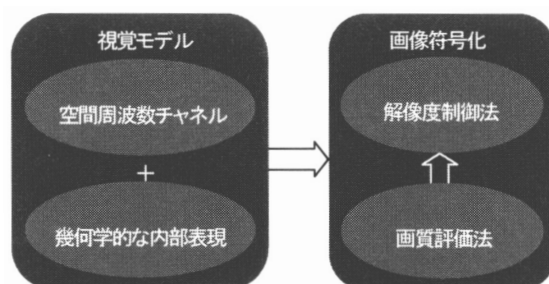 視覚モデル
空間周波数チャネル
+
幾何学的な内部表現
画像符号化
解像度制御法
画質評価法